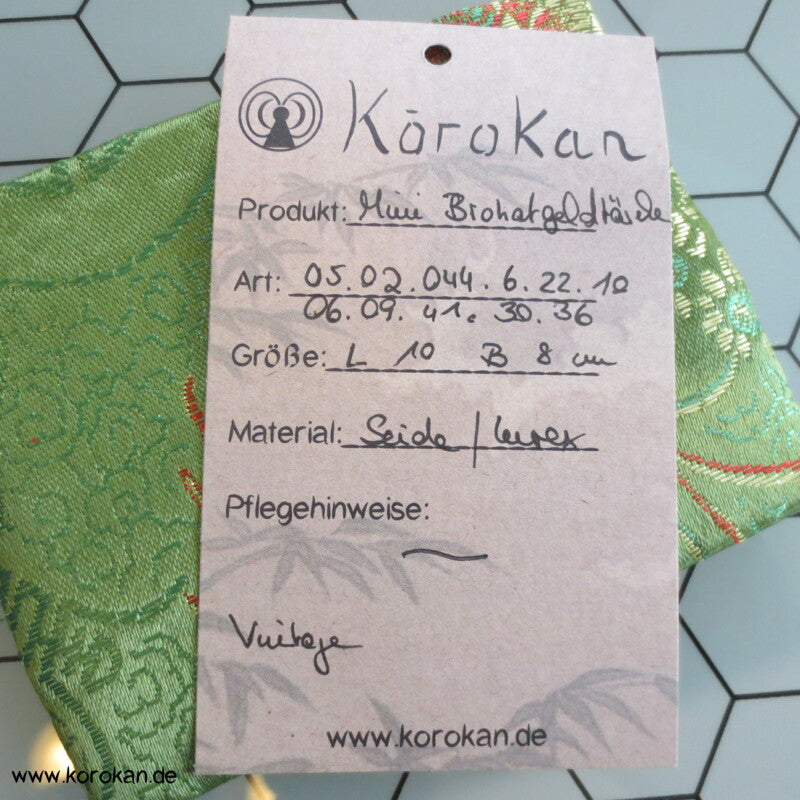 Kōrokan
Produkt: Mini Brokatgeldtäsche
Art: 05.02.044.6.22.10
06.09.41.30.36
Größe: L 10 B 8 cm
Material: Seide / Lurex
Pflegehinweise:
Vintage
www.korokan.de
www.korokan.de